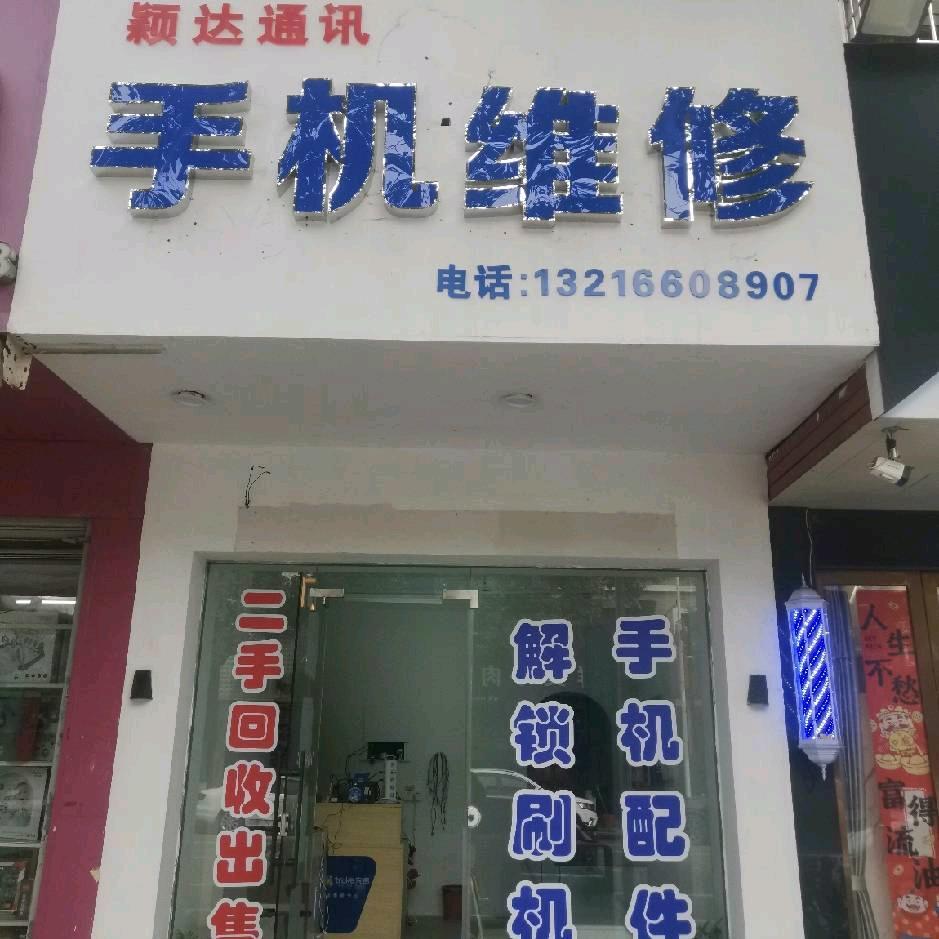 颖达通讯
手机维修
电话:13216608907
二手回收出售
解锁刷机
手机配件
人生不愁
富得流油